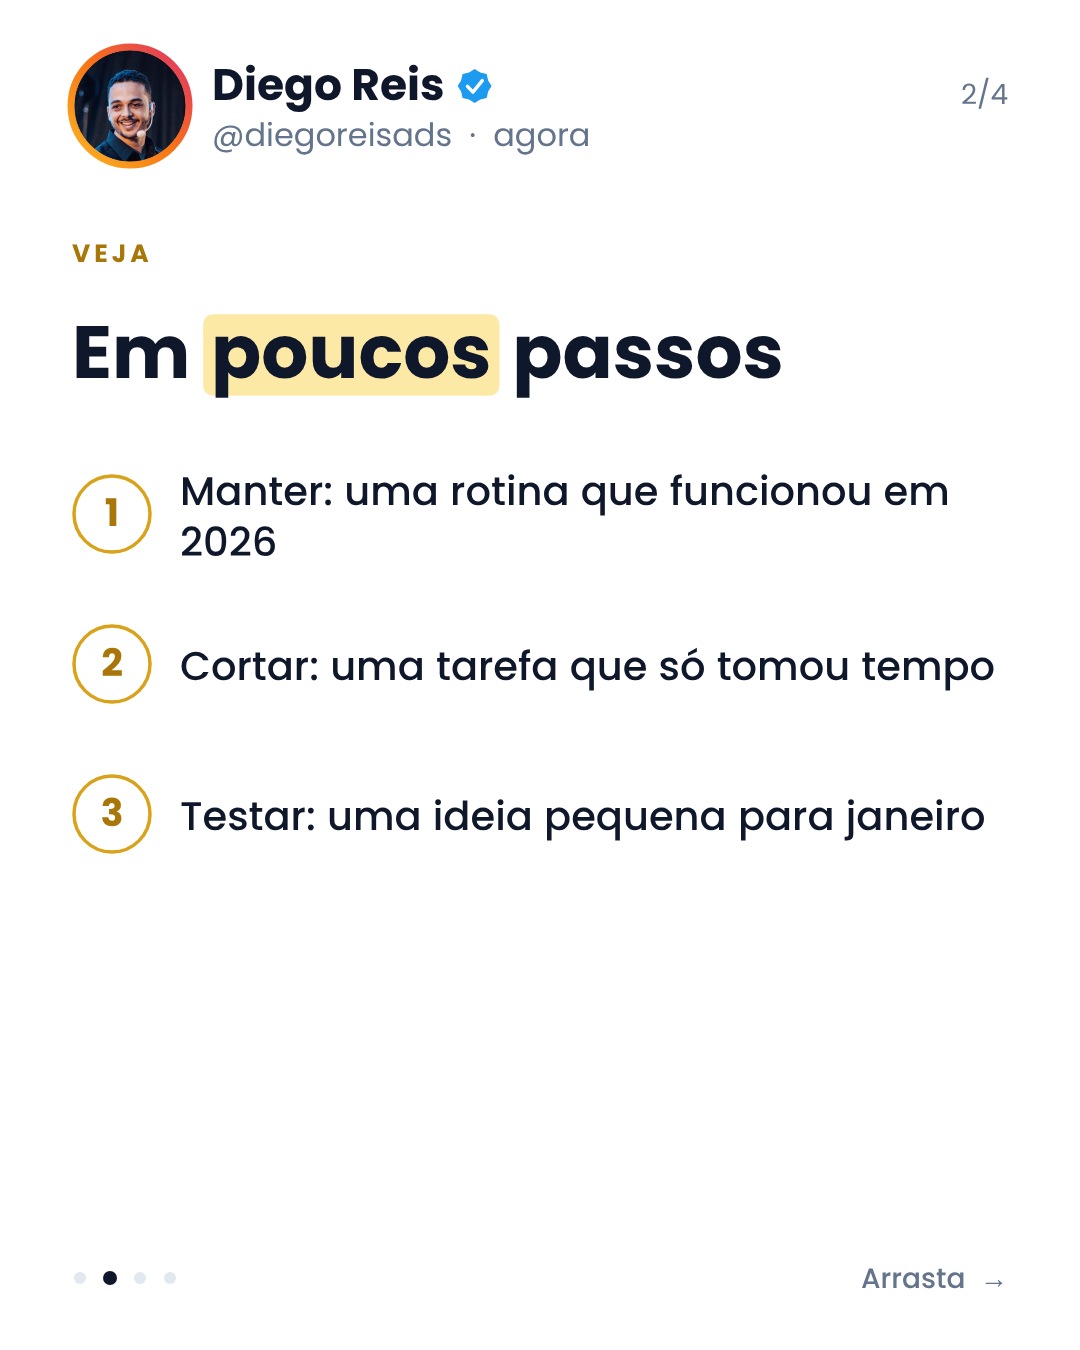 Diego Reis
2/4
@diegoreisads · agora
VEJA
Em poucos passos
1 Manter: uma rotina que funcionou em
2026
2 Cortar: uma tarefa que só tomou tempo
3 Testar: uma ideia pequena para janeiro
Arrasta →